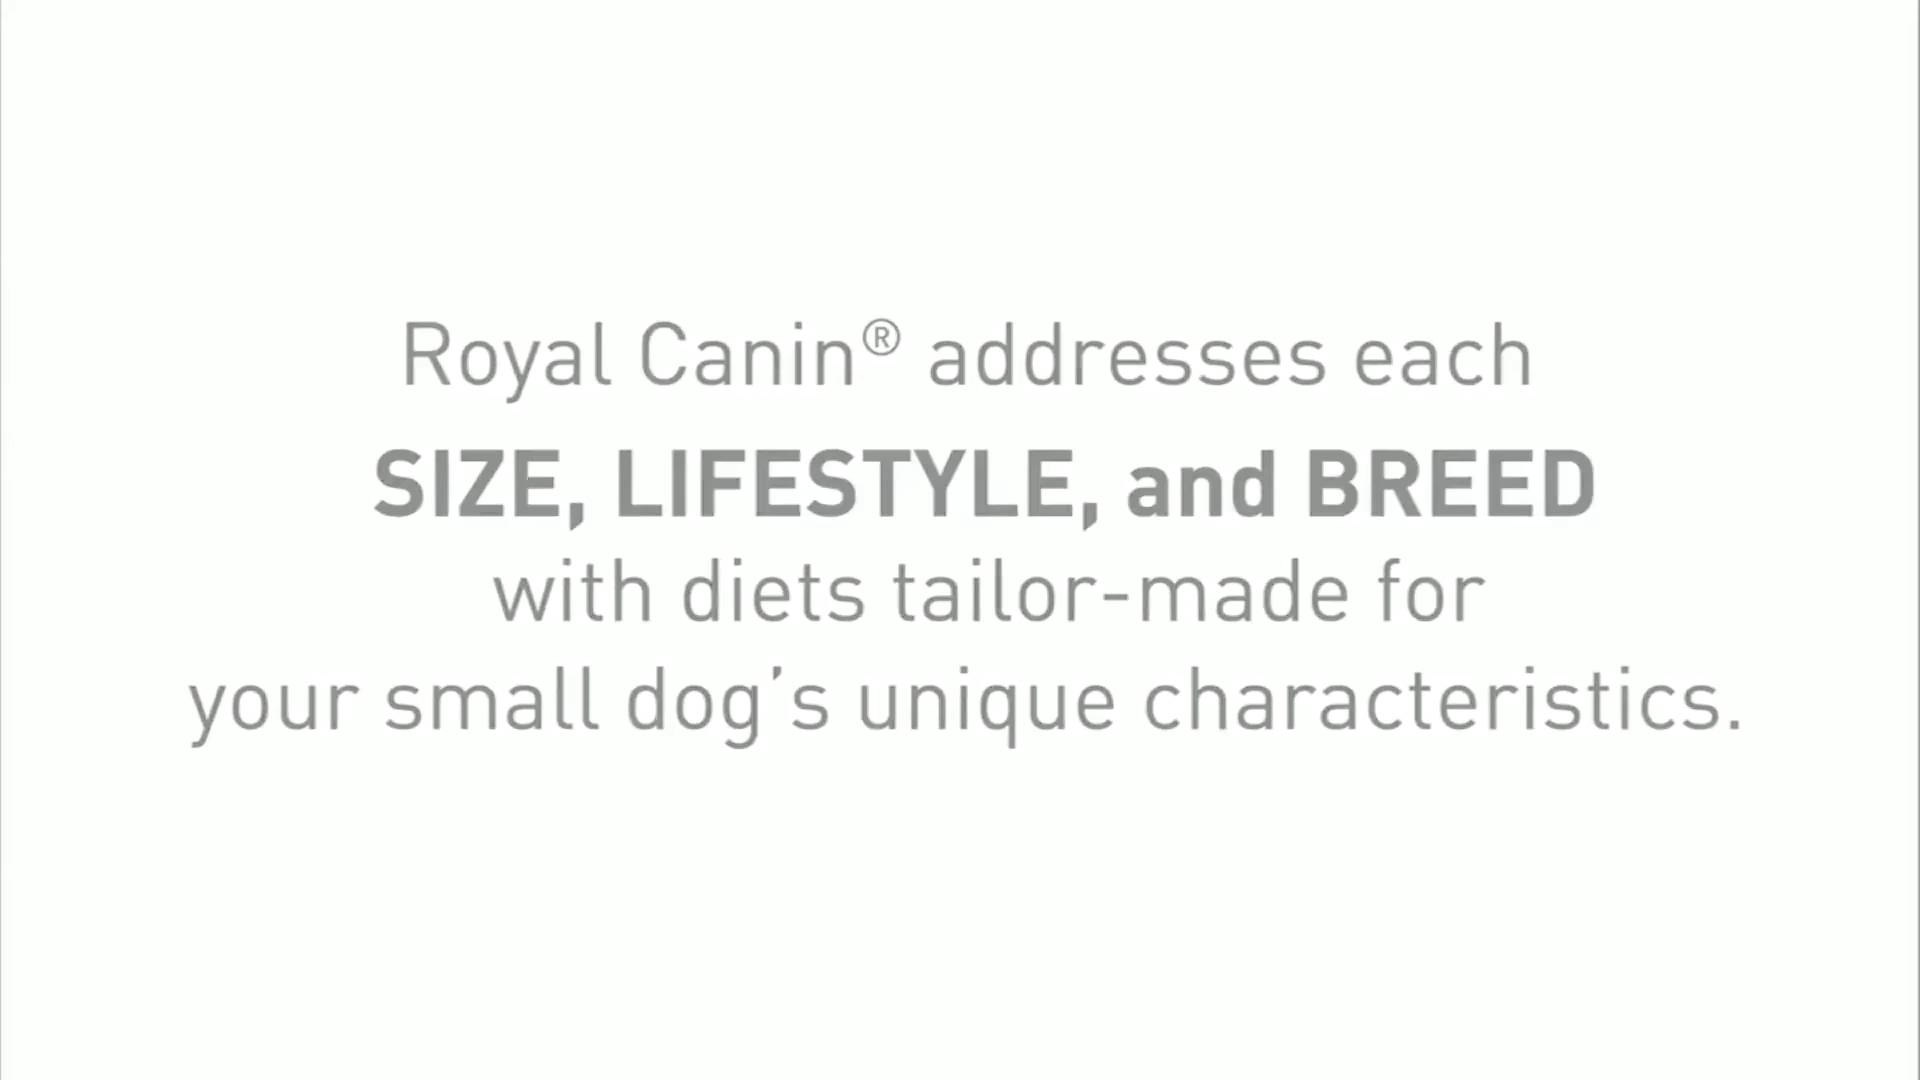 Royal Canin® addresses each
SIZE, LIFESTYLE, and BREED
with diets tailor-made for
your small dog’s unique characteristics.